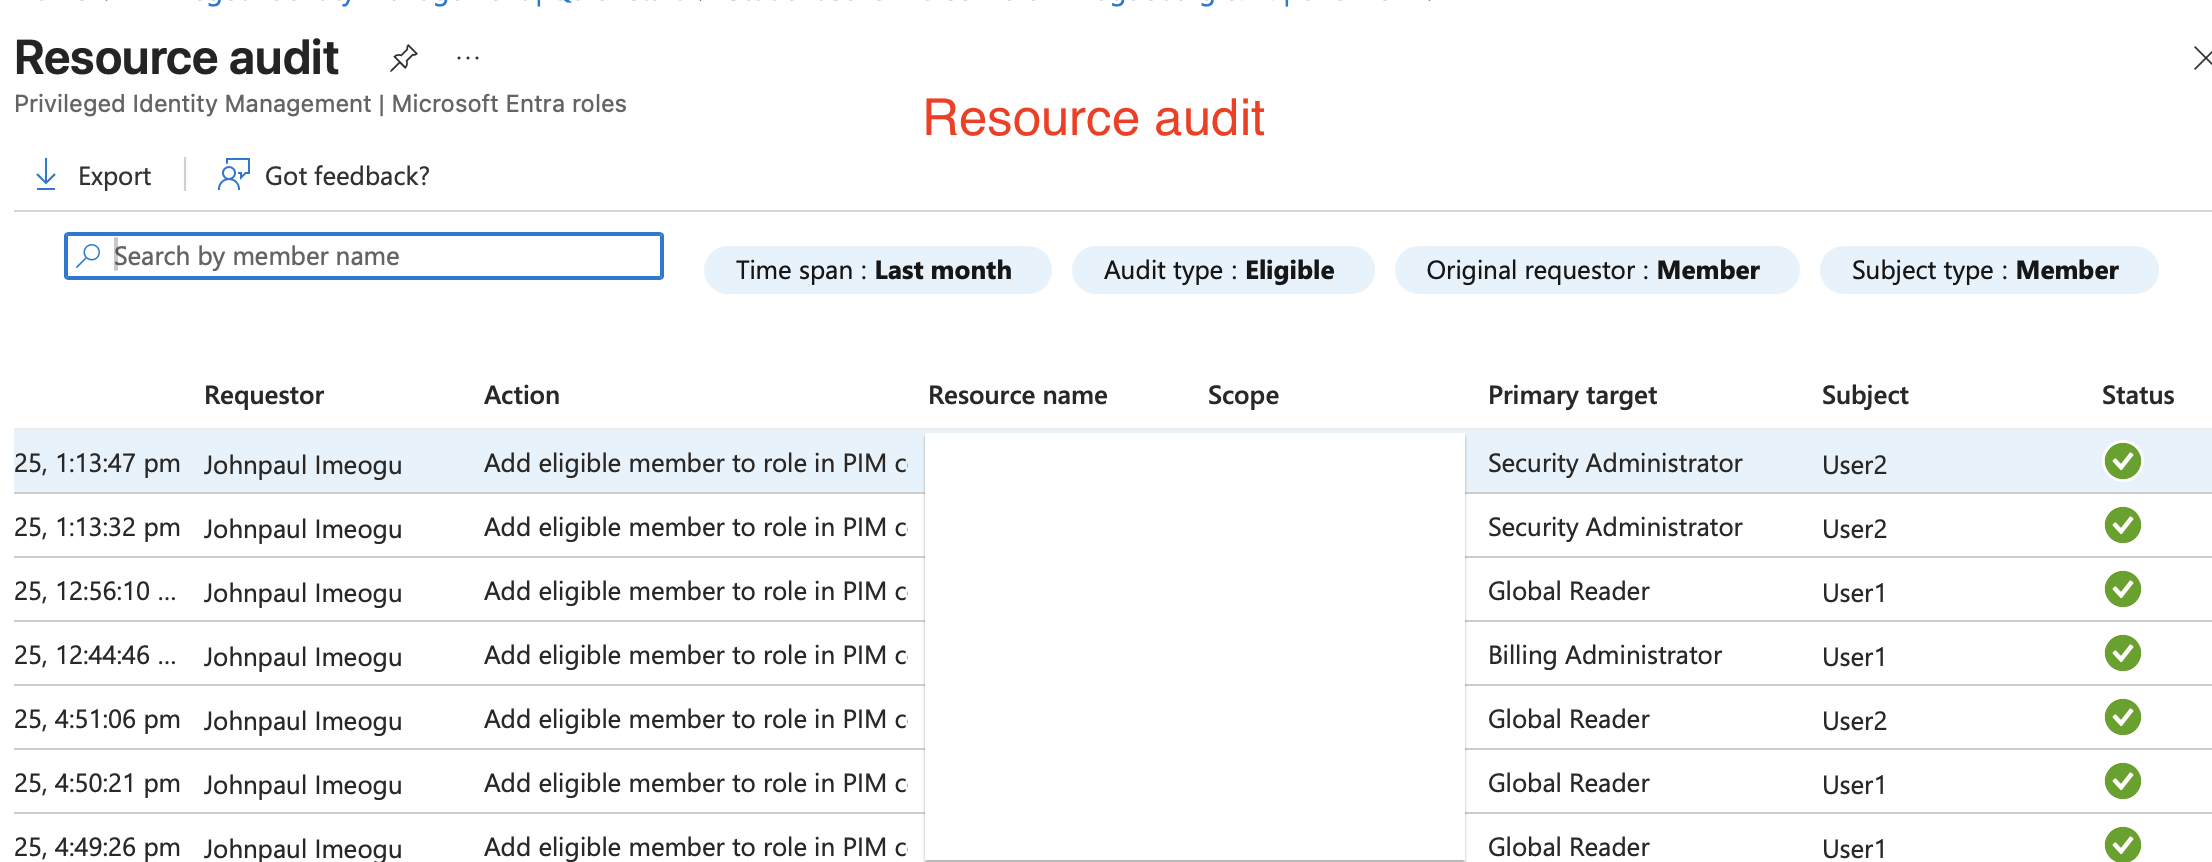 Resource audit
Privileged Identity Management | Microsoft Entra roles
Resource audit
Export
Got feedback?
Search by member name
Time span : Last month
Audit type : Eligible
Original requestor : Member
Subject type : Member
Requestor Action Resource name Scope Primary target Subject Status
25, 1:13:47 pm Johnpaul Imeogu Add eligible member to role in PIM c Security Administrator User2
25, 1:13:32 pm Johnpaul Imeogu Add eligible member to role in PIM c Security Administrator User2
25, 12:56:10 ... Johnpaul Imeogu Add eligible member to role in PIM c Global Reader User1
25, 12:44:46 ... Johnpaul Imeogu Add eligible member to role in PIM c Billing Administrator User1
25, 4:51:06 pm Johnpaul Imeogu Add eligible member to role in PIM c Global Reader User2
25, 4:50:21 pm Johnpaul Imeogu Add eligible member to role in PIM c Global Reader User1
25, 4:49:26 pm Johnpaul Imeogu Add eligible member to role in PIM c Global Reader User1